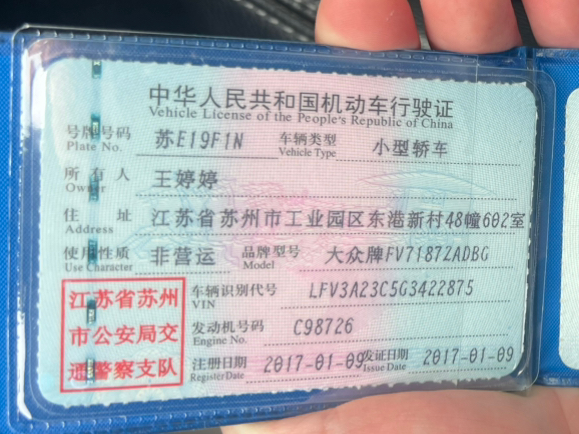 中华人民共和国机动车行驶证
Vehicle License of the People's Republic of China
号牌号码 苏E19F1N 车辆类型 小型轿车
Plate No. Vehicle Type
所有人 王婷婷
Owner
住址 江苏省苏州市工业园区东港新村48幢602室
Address
使用性质 非营运 品牌型号 大众牌FV7187ZADBG
Use Character Model
江苏省苏州
市公安局交
通警察支队
车辆识别代号 LFV3A23C5G3422875
VIN
发动机号码 C98726
Engine No.
注册日期 2017-01-09 发证日期 2017-01-09
Register Date Issue Date